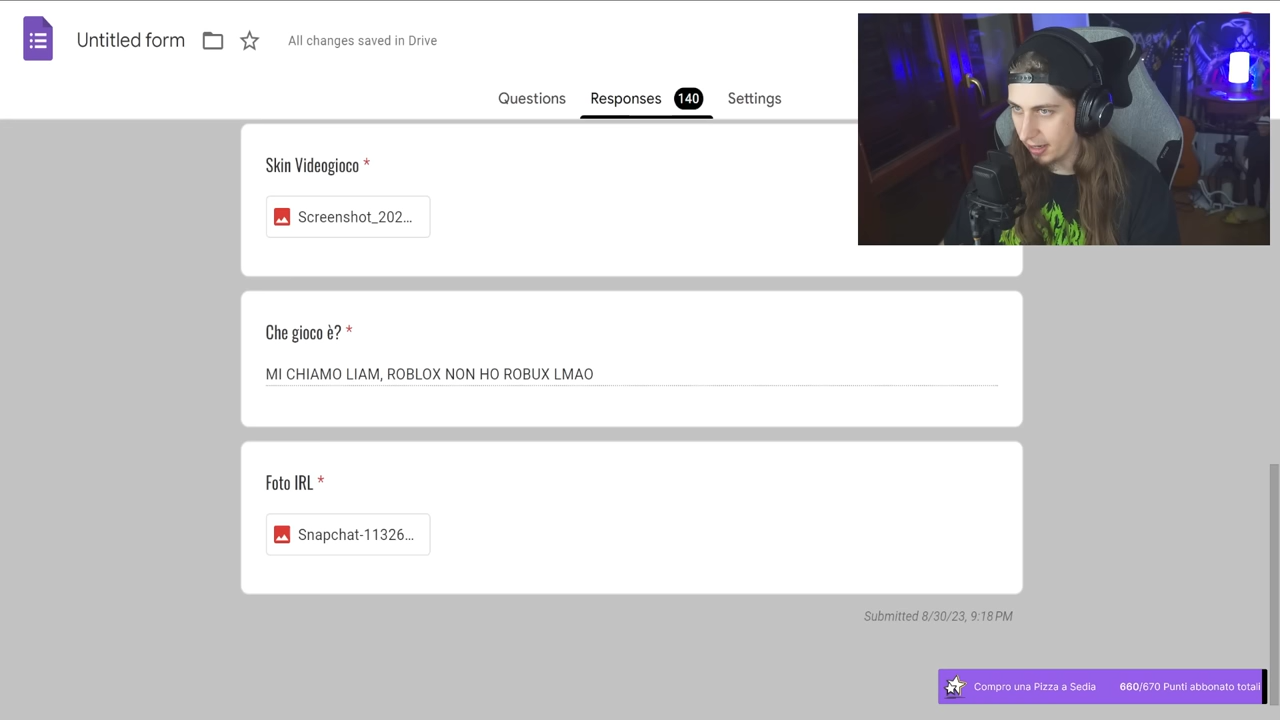 Untitled form
All changes saved in Drive
Questions
Responses 140
Settings
Skin Videogioco *
Screenshot_202...
Che gioco è? *
MI CHIAMO LIAM, ROBLOX NON HO ROBUX LMAO
Foto IRL *
Snapchat-11326...
Submitted 8/30/23, 9:18 PM
Compro una Pizza a Sedia 660/670 Punti abbonato totali